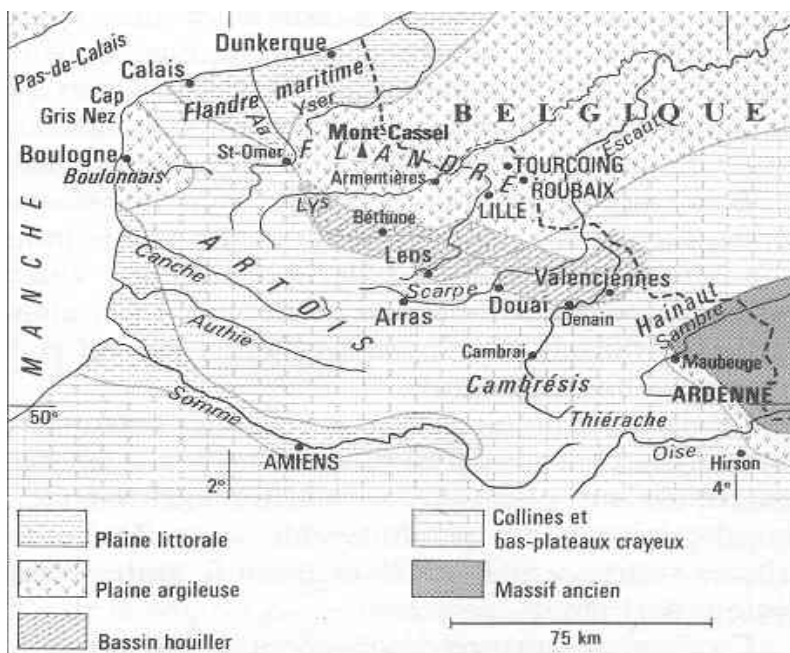 Dunkerque
Pas-de-Calais
Calais
maritime
Flandre
Yser
Cap
Gris Nez
Aa
BELGIQUE
Escaut
Mont-Cassel
Boulogne
St-Omer
FLANDRE
TOURCOING
Boulonnais
Armentières
ROUBAIX
LYS
LILLE
Béthune
MANCHE
ARTOIS
Lens
Canche
Valenciennes
Scarpe
Douai
Hainaut
Arras
Denain
Sambre
Authie
Cambrai
Maubeuge
Cambrésis
ARDENNE
Somme
50°
Thiérache
AMIENS
Oise
Hirson
2°
4°
Plaine littorale
Collines et
bas-plateaux crayeux
Plaine argileuse
Massif ancien
Bassin houiller
75 km